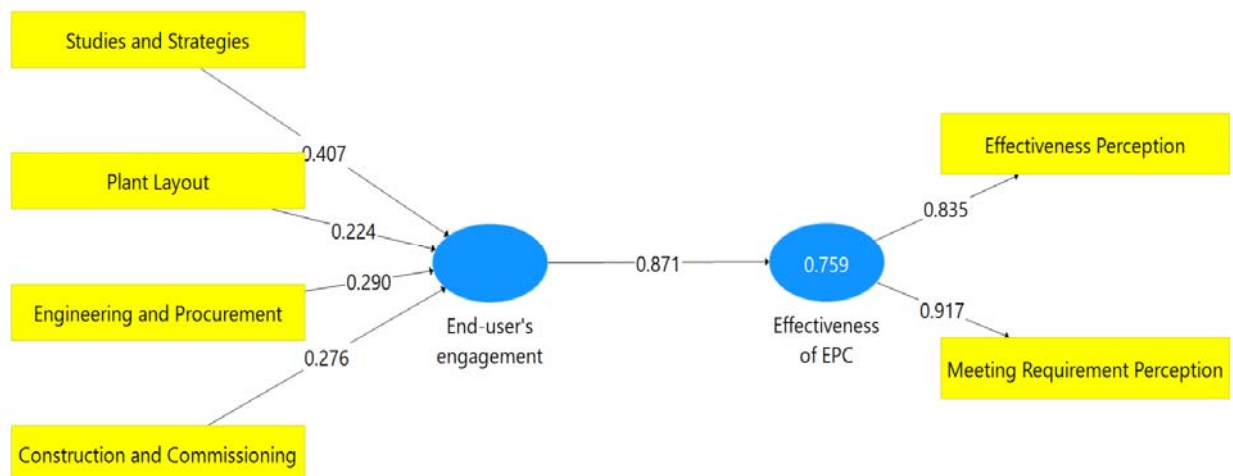 Studies and Strategies
0.407
Plant Layout
0.224
0.290
Engineering and Procurement
0.276
Construction and Commissioning
End-user's
engagement
0.871
0.759
Effectiveness
of EPC
Effectiveness Perception
0.835
0.917
Meeting Requirement Perception